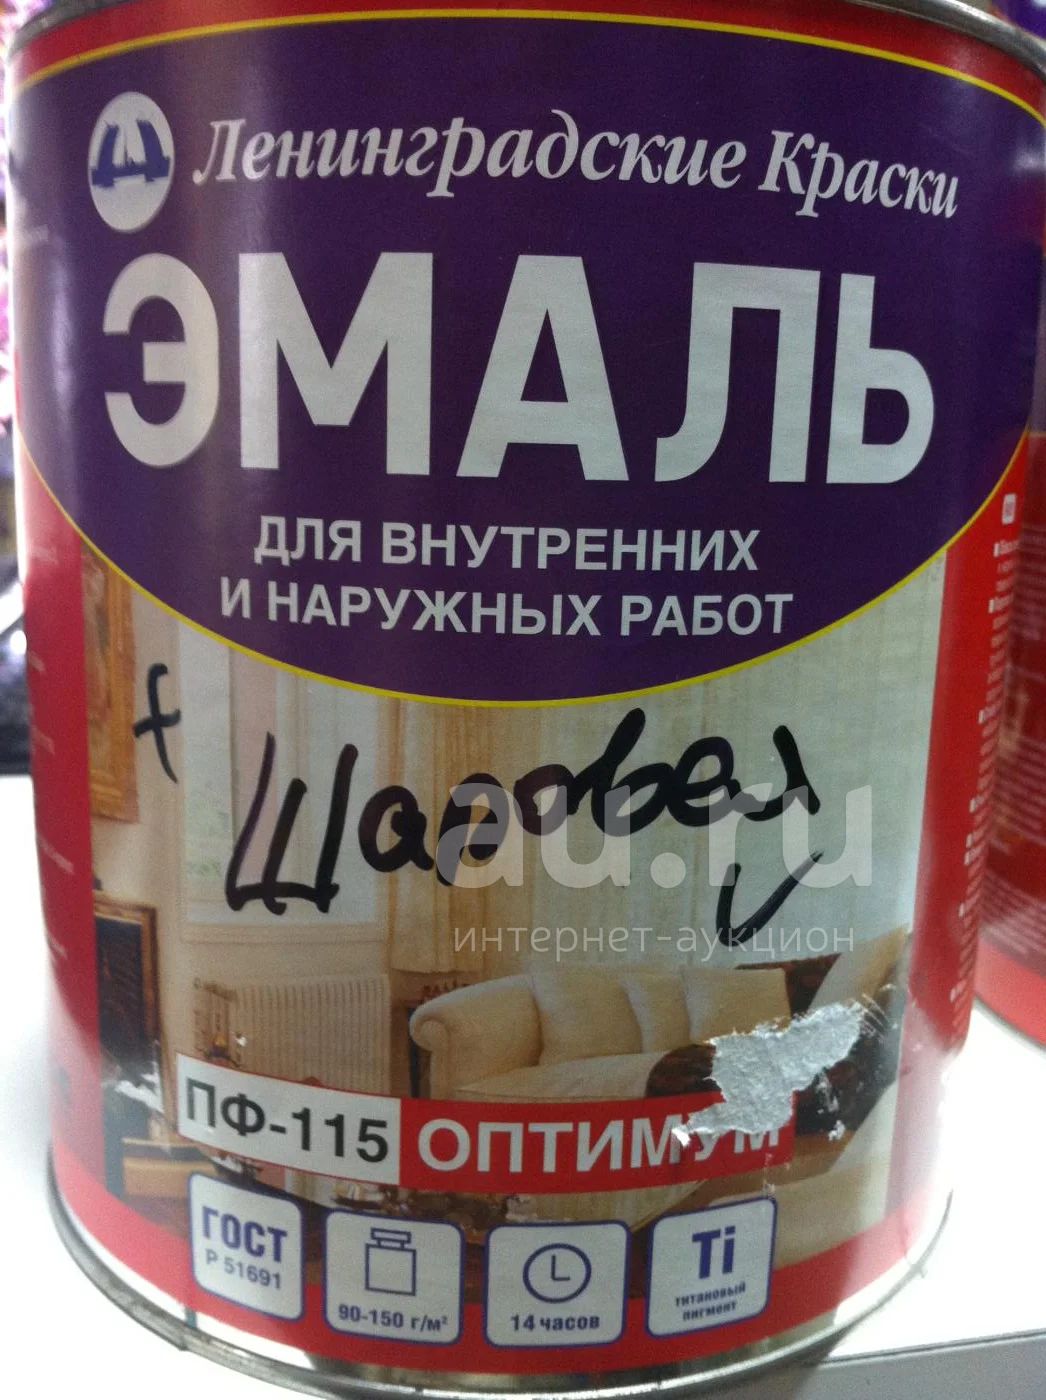 Ленинградские Краски
ЭМАЛЬ
ДЛЯ ВНУТРЕННИХ
И НАРУЖНЫХ РАБОТ
Шаровая
au.ru
интернет-аукцион
ПФ-115 ОПТИМУМ
ГОСТ
Р 51691
90-150 г/м²
14 часов
Ti
титановый
пигмент